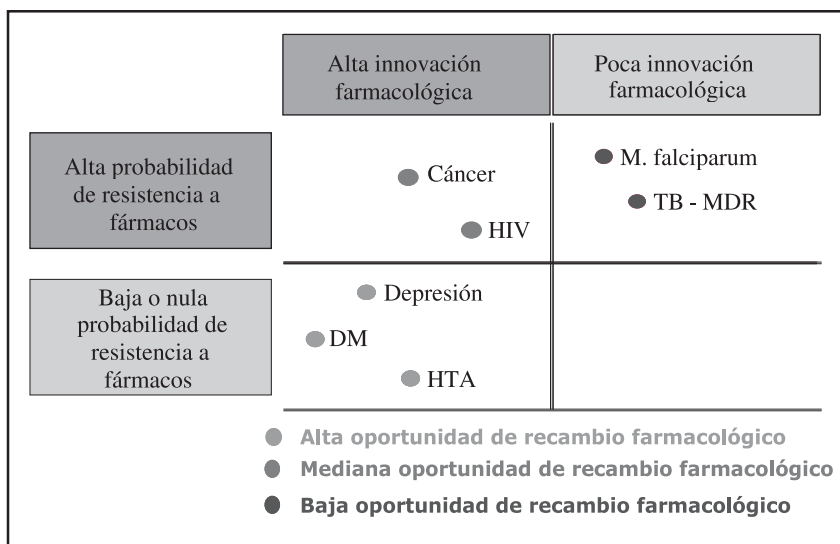 Alta innovación
farmacológica
Poca innovación
farmacológica
Alta probabilidad
de resistencia a
fármacos
Cáncer
HIV
M. falciparum
TB - MDR
Baja o nula
probabilidad de
resistencia a
fármacos
Depresión
DM
HTA
Alta oportunidad de recambio farmacológico
Mediana oportunidad de recambio farmacológico
Baja oportunidad de recambio farmacológico